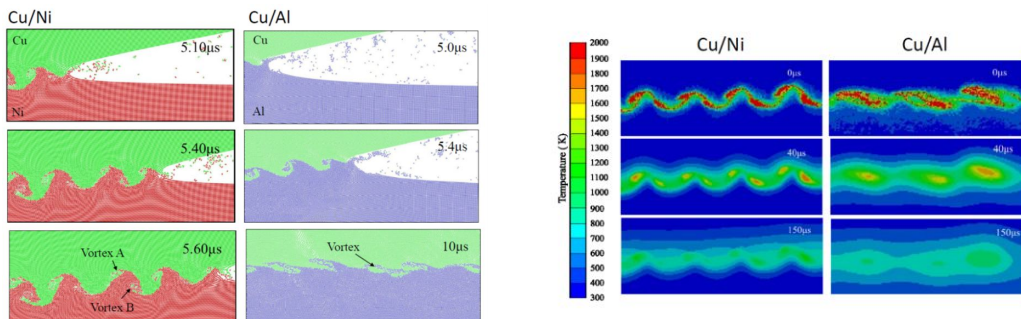 Cu/Ni
Cu/Al
Cu
5.10µs
Ni
5.0µs
Cu
Al
5.40µs
5.4µs
5.60µs
Vortex A
Vortex B
10µs
Vortex
Cu/Ni
Cu/Al
Temperature (K)
2000
1900
1700
1600
1500
1400
1300
1200
1100
1000
900
800
700
600
500
400
300
0µs
0µs
40µs
40µs
150µs
150µs